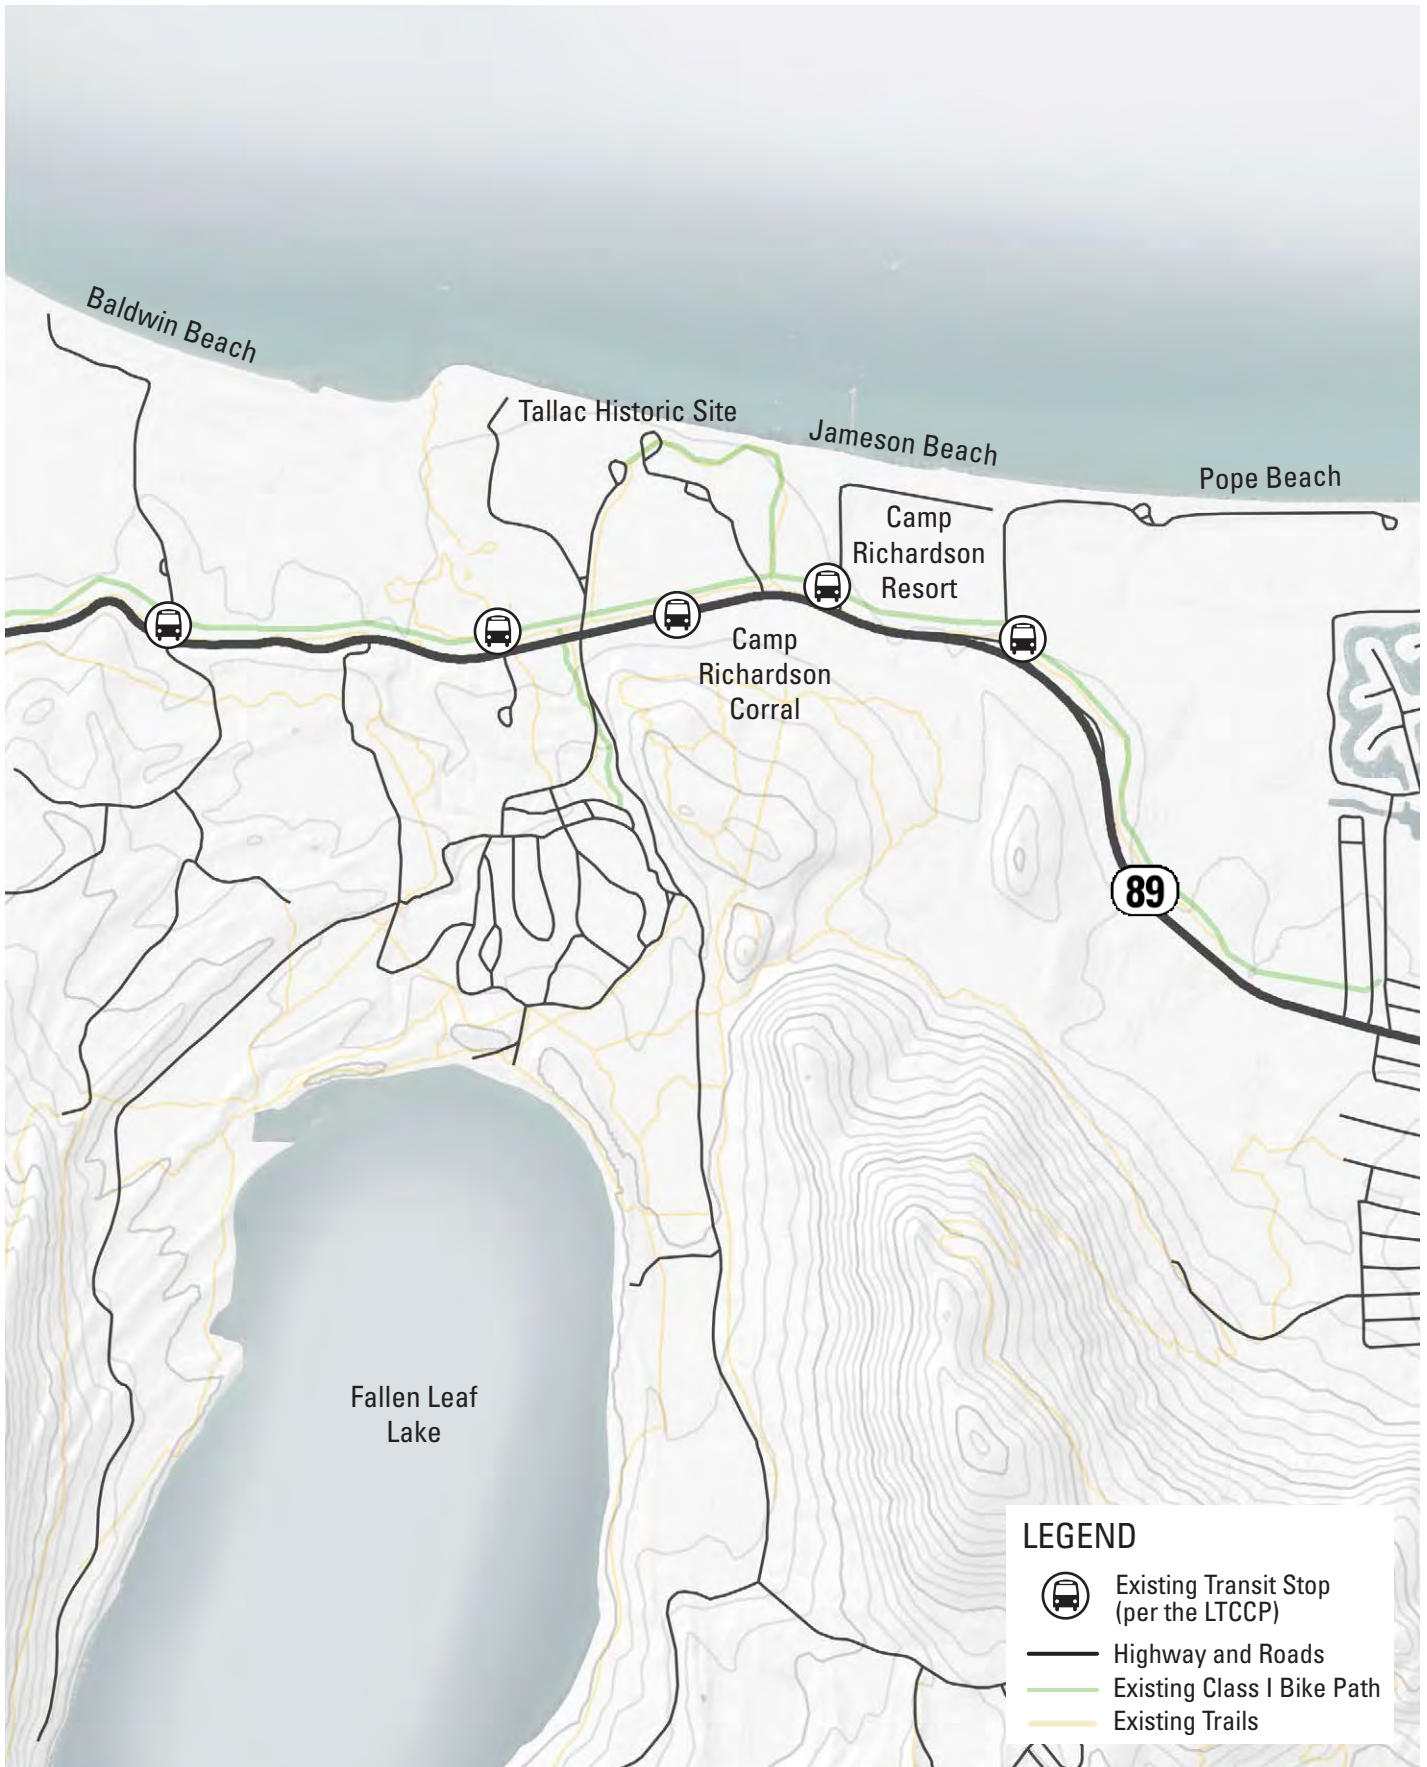 Baldwin Beach
Tallac Historic Site
Jameson Beach
Pope Beach
Camp
Richardson
Resort
Camp
Richardson
Corral
89
Fallen Leaf
Lake
LEGEND
Existing Transit Stop
(per the LTCCP)
Highway and Roads
Existing Class I Bike Path
Existing Trails